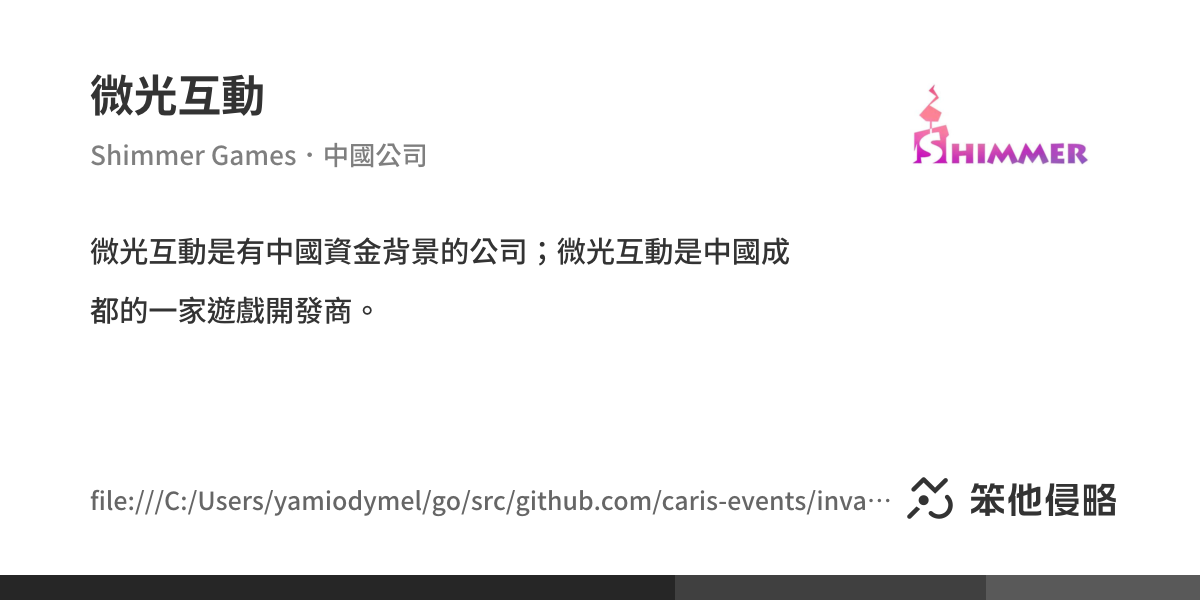 微光互動
Shimmer Games・中國公司
SHIMMER
微光互動是有中國資金背景的公司；微光互動是中國成
都的一家遊戲開發商。
file:///C:/Users/yamiodymel/go/src/github.com/caris-events/inva…
笨他侵略